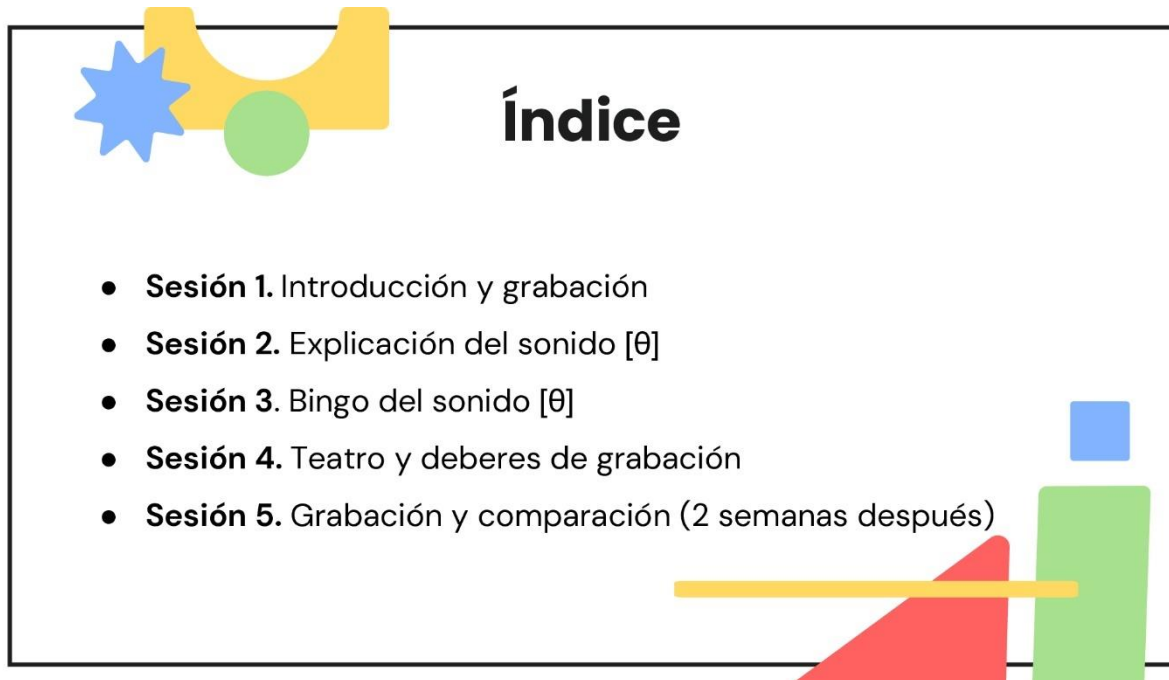 Índice
● Sesión 1. Introducción y grabación
● Sesión 2. Explicación del sonido [θ]
● Sesión 3. Bingo del sonido [θ]
● Sesión 4. Teatro y deberes de grabación
● Sesión 5. Grabación y comparación (2 semanas después)